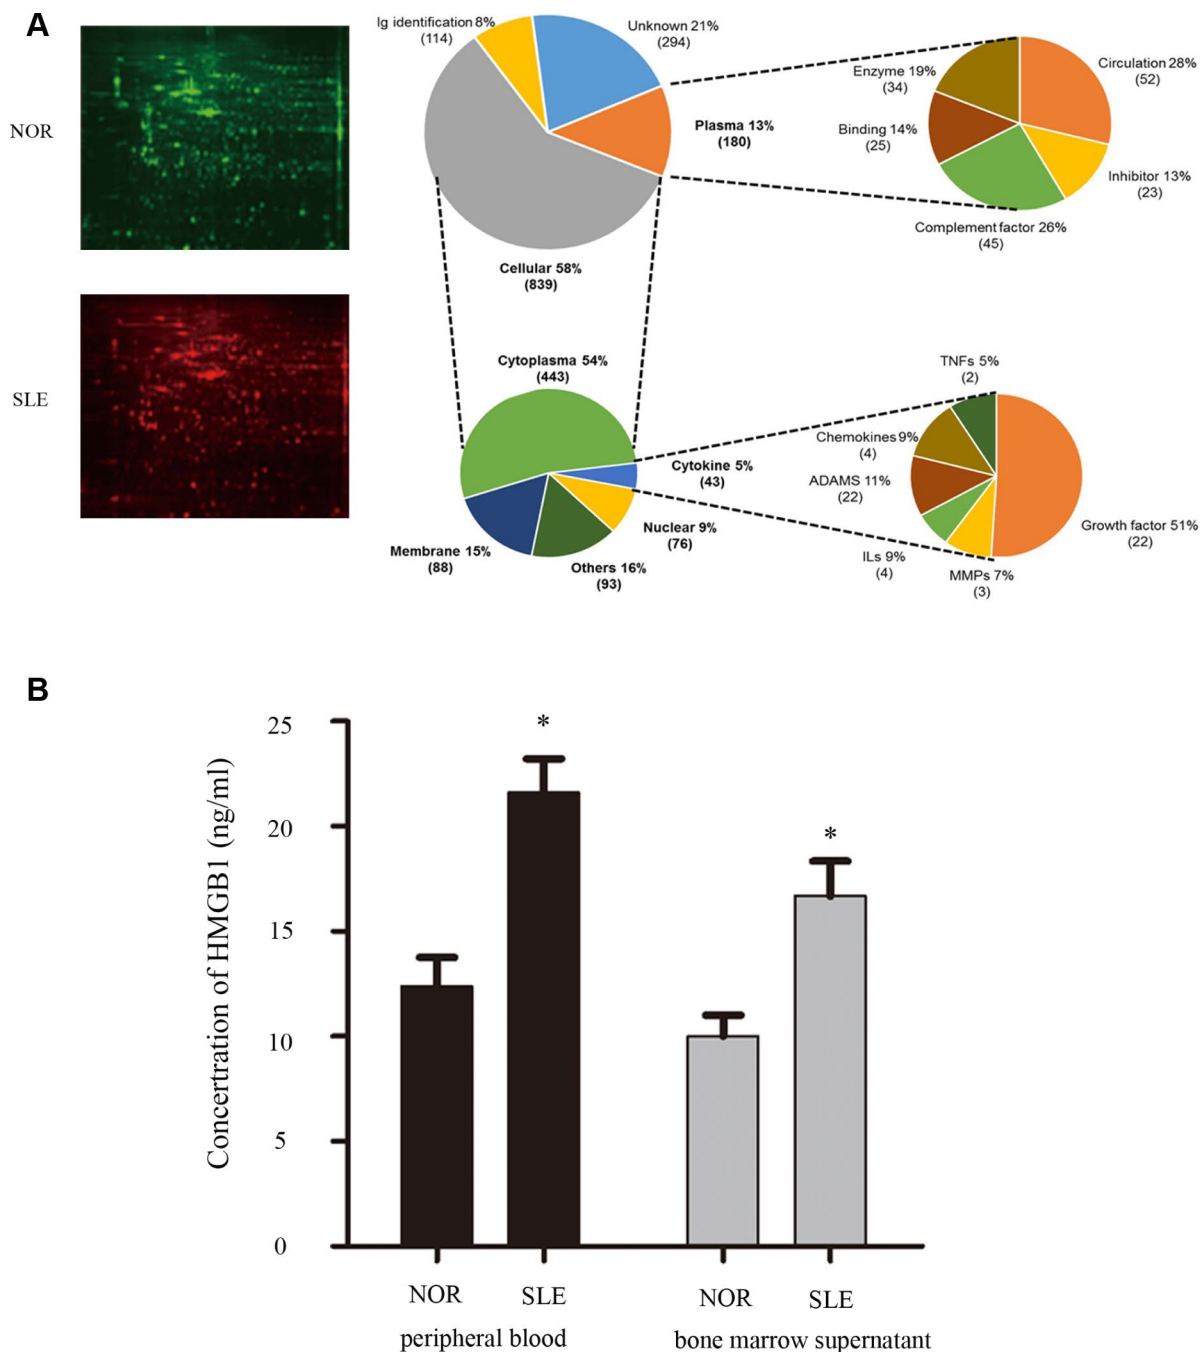 A
NOR
SLE
Ig identification 8%
(114)
Unknown 21%
(294)
Plasma 13%
(180)
Cellular 58%
(839)
Enzyme 19%
(34)
Circulation 28%
(52)
Binding 14%
(25)
Inhibitor 13%
(23)
Complement factor 26%
(45)
Cytoplasma 54%
(443)
Cytokine 5%
(43)
Nuclear 9%
(76)
Membrane 15%
(88)
Others 16%
(93)
TNFs 5%
(2)
Chemokines 9%
(4)
ADAMS 11%
(22)
Growth factor 51%
(22)
ILs 9%
(4)
MMPs 7%
(3)
B
Concertration of HMGB1 (ng/ml)
25
20
15
10
5
0
*
*
NOR
SLE
NOR
SLE
peripheral blood
bone marrow supernatant